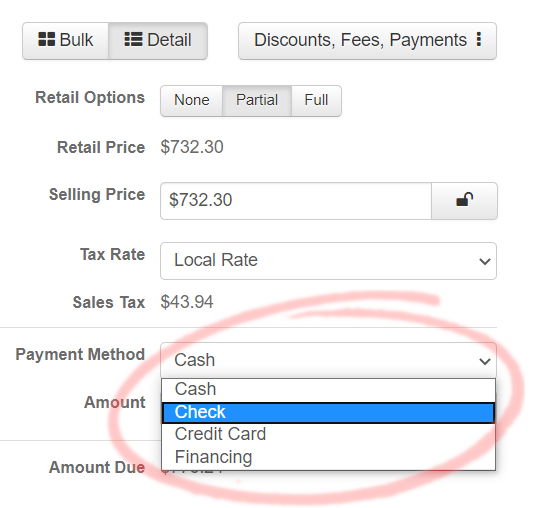 Bulk Detail Discounts, Fees, Payments
Retail Options None Partial Full
Retail Price $732.30
Selling Price $732.30
Tax Rate Local Rate
Sales Tax $43.94
Payment Method Cash
Cash
Amount
Check
Credit Card
Financing
Amount Due